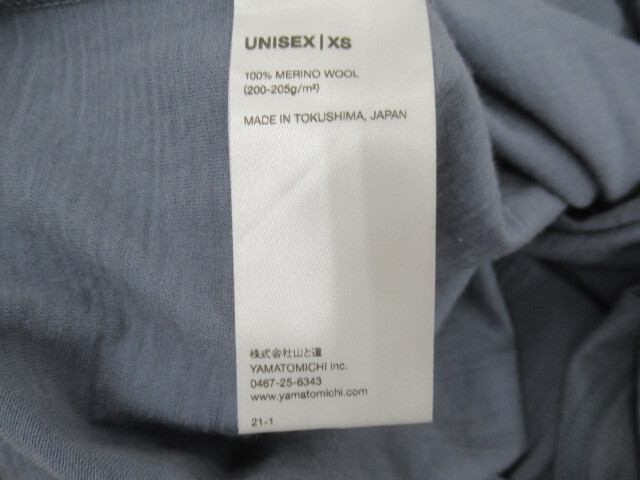 UNISEX | XS
100% MERINO WOOL
(200-205g/m²)
MADE IN TOKUSHIMA, JAPAN
株式会社山と道
YAMATOMICHI inc.
0467-25-6343
www.yamatomichi.com
21-1